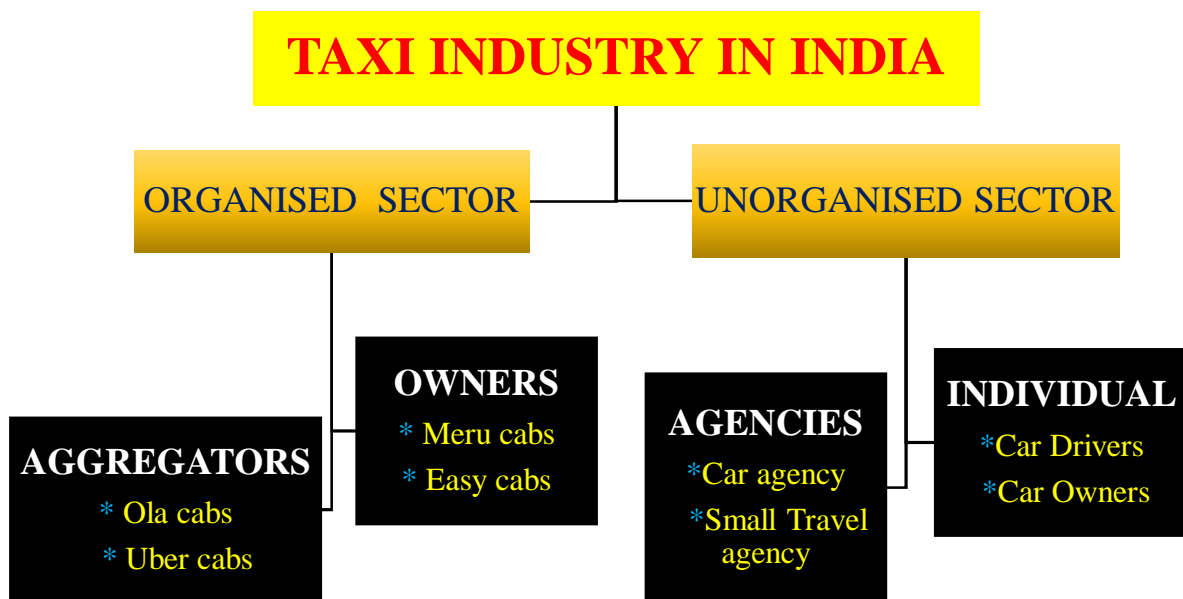 TAXI INDUSTRY IN INDIA
ORGANISED SECTOR
UNORGANISED SECTOR
AGGREGATORS
* Ola cabs
* Uber cabs
OWNERS
* Meru cabs
* Easy cabs
AGENCIES
*Car agency
*Small Travel
agency
INDIVIDUAL
*Car Drivers
*Car Owners